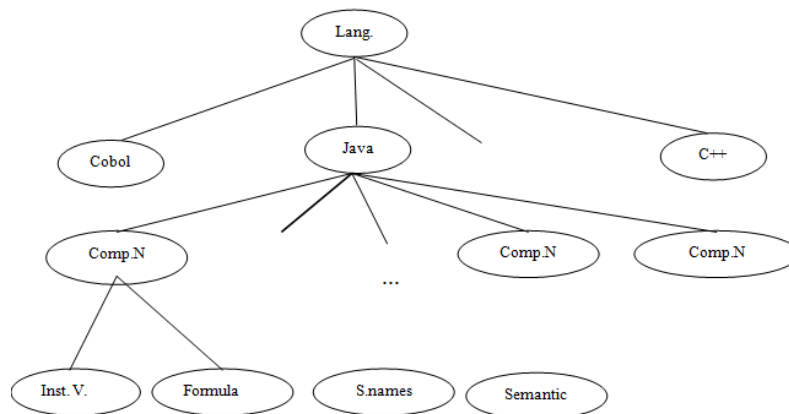 Lang.
Cobol
Java
C++
Comp.N
Comp.N
Comp.N
...
Inst. V.
Formula
S.names
Semantic